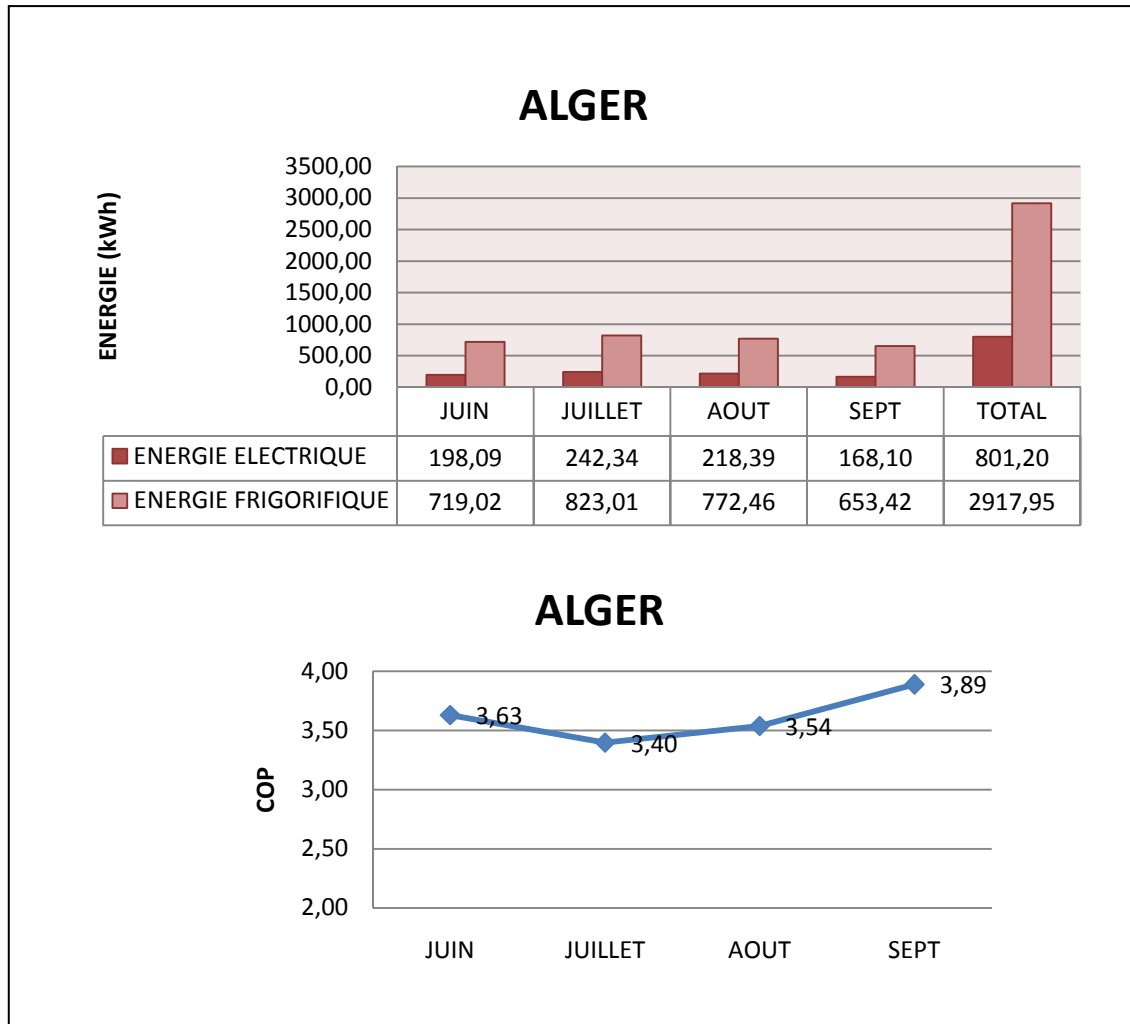 ALGER
ENERGIE (kWh)
3500,00
3000,00
2500,00
2000,00
1500,00
1000,00
500,00
0,00
JUIN JUILLET AOUT SEPT TOTAL
ENERGIE ELECTRIQUE 198,09 242,34 218,39 168,10 801,20
ENERGIE FRIGORIFIQUE 719,02 823,01 772,46 653,42 2917,95
ALGER
COP
4,00
3,50
3,00
2,50
2,00
3,63
3,40
3,54
3,89
JUIN JUILLET AOUT SEPT